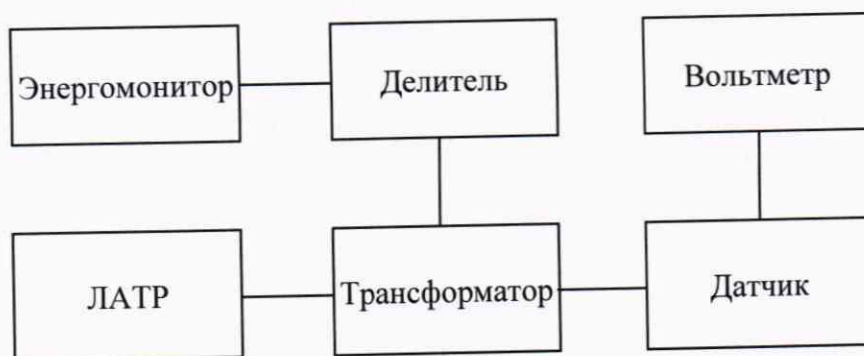 Энергомонитор
Делитель
Вольтметр
ЛАТР
Трансформатор
Датчик